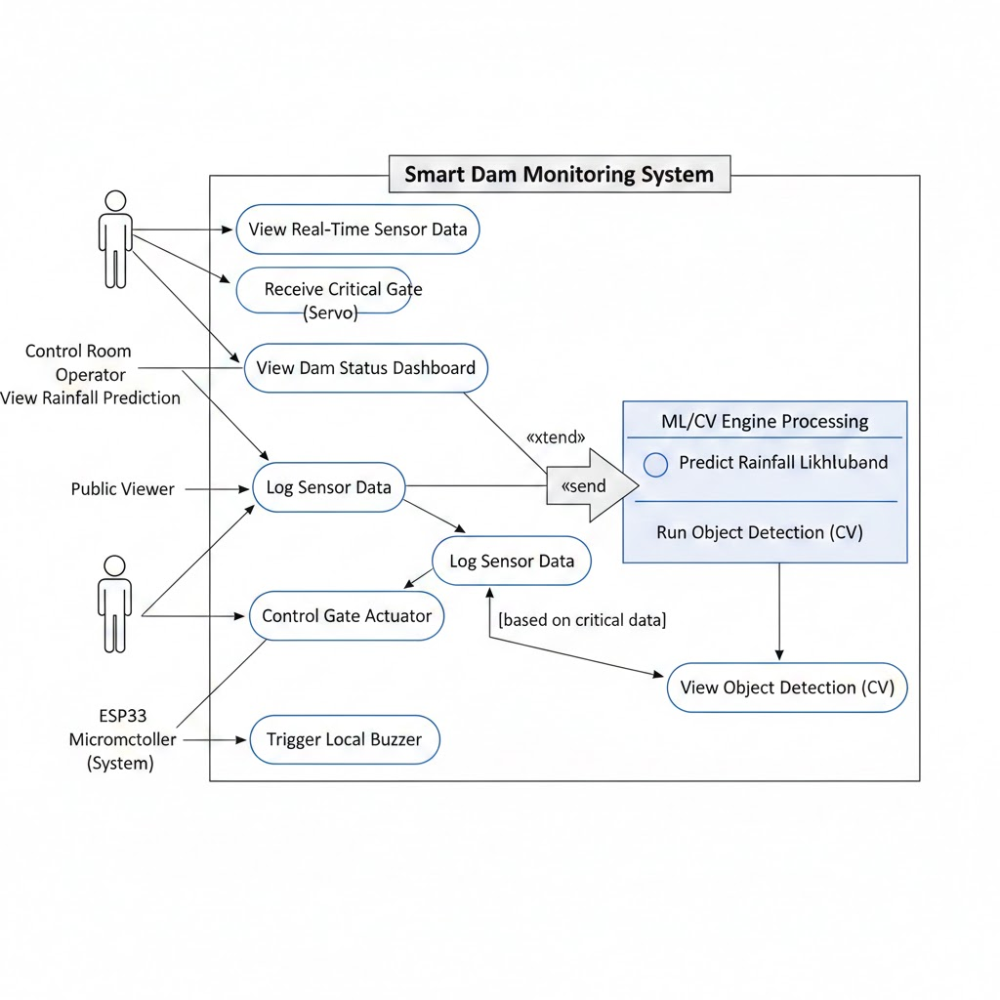 Smart Dam Monitoring System
View Real-Time Sensor Data
Receive Critical Gate
(Servo)
Control Room
Operator
View Rainfall Prediction
View Dam Status Dashboard
«xtend»
ML/CV Engine Processing
Predict Rainfall Likhluband
Public Viewer
Log Sensor Data
«send
Run Object Detection (CV)
Log Sensor Data
Control Gate Actuator
[based on critical data]
View Object Detection (CV)
ESP33
Micromctoller
(System)
Trigger Local Buzzer